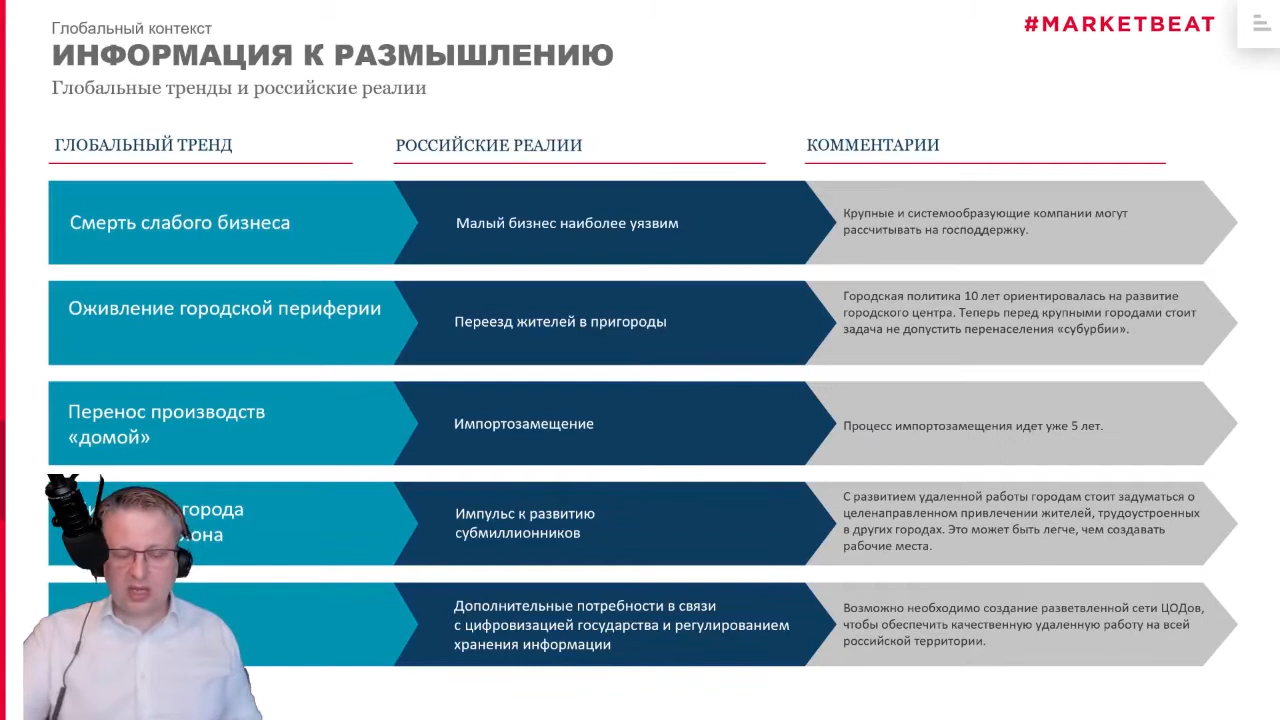 Глобальный контекст
ИНФОРМАЦИЯ К РАЗМЫШЛЕНИЮ
Глобальные тренды и российские реалии
#MARKETBEAT
ГЛОБАЛЬНЫЙ ТРЕНД
РОССИЙСКИЕ РЕАЛИИ
КОММЕНТАРИИ
Смерть слабого бизнеса
Малый бизнес наиболее уязвим
Крупные и системообразующие компании могут
рассчитывать на господдержку.
Оживление городской периферии
Переезд жителей в пригороды
Городская политика 10 лет ориентировалась на развитие
городского центра. Теперь перед крупными городами стоит
задача не допустить перенаселения «субурбии».
Перенос производств
«домой»
Импортозамещение
Процесс импортозамещения идет уже 5 лет.
города
Импульс к развитию
субмиллионников
С развитием удаленной работы городам стоит задуматься о
целенаправленном привлечении жителей, трудоустроенных
в других городах. Это может быть легче, чем создавать
рабочие места.
Дополнительные потребности в связи
с цифровизацией государства и регулированием
хранения информации
Возможно необходимо создание разветвленной сети ЦОДов,
чтобы обеспечить качественную удаленную работу на всей
российской территории.